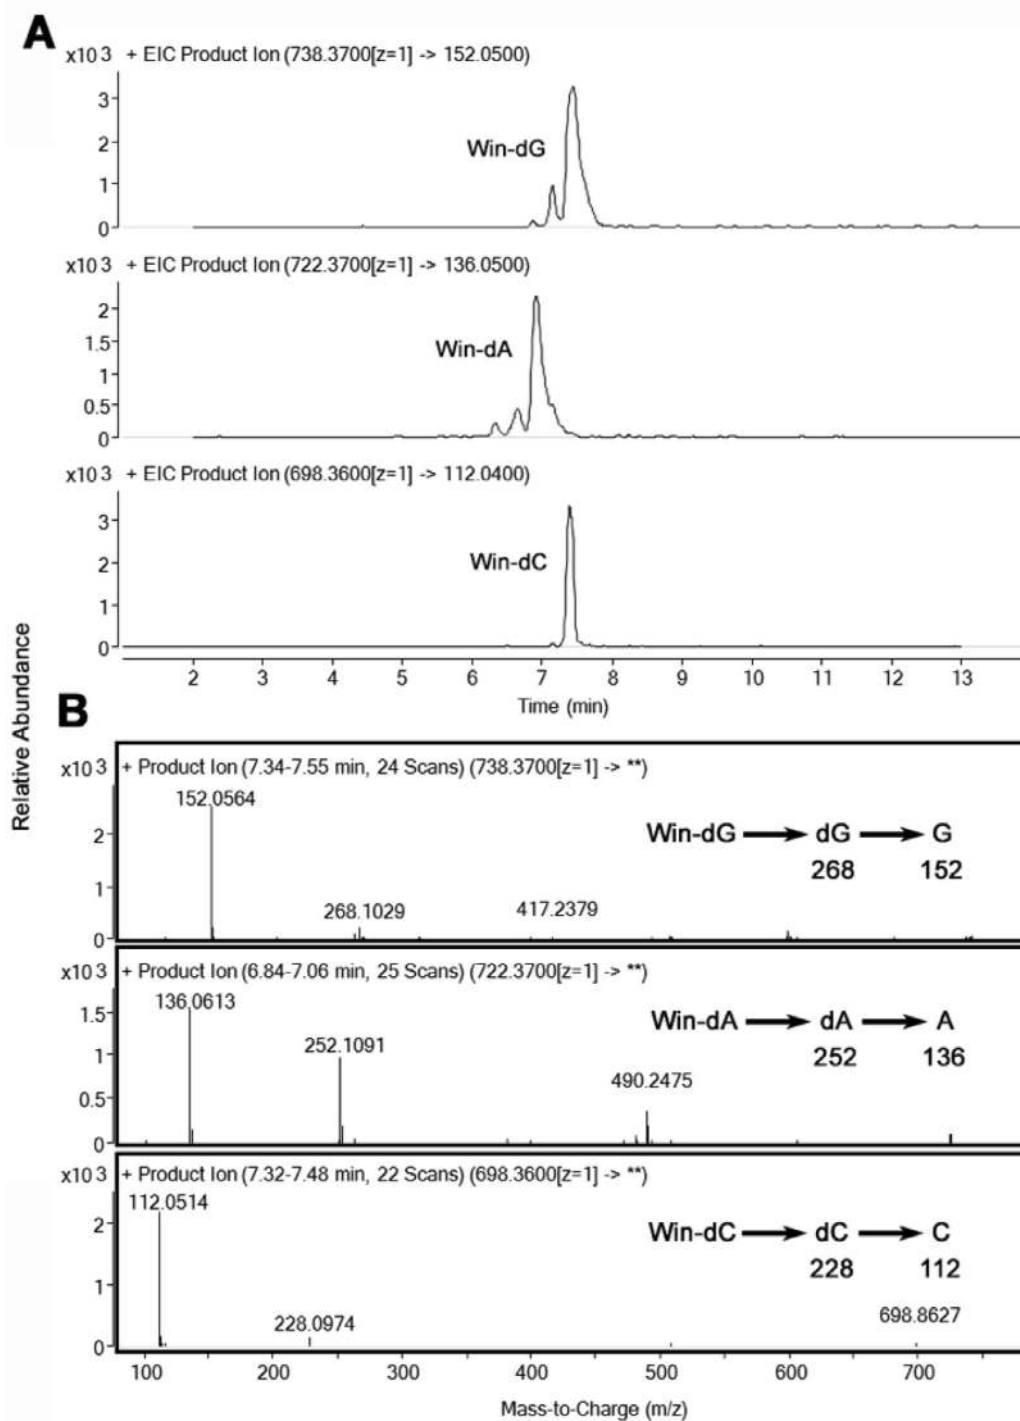 A
x10 3 + EIC Product Ion (738.3700[z=1] -> 152.0500)
3
2
1
0
Win-dG
x10 3 + EIC Product Ion (722.3700[z=1] -> 136.0500)
2
1.5
1
0.5
0
Win-dA
x10 3 + EIC Product Ion (698.3600[z=1] -> 112.0400)
3
2
1
0
Win-dC
2 3 4 5 6 7 8 9 10 11 12 13
Time (min)
Relative Abundance
B
x10 3 + Product Ion (7.34-7.55 min, 24 Scans) (738.3700[z=1] -> **)
2
1
0
152.0564
268.1029
417.2379
Win-dG dG G
268 152
x10 3 + Product Ion (6.84-7.06 min, 25 Scans) (722.3700[z=1] -> **)
1.5
1
0.5
0
136.0613
252.1091
490.2475
Win-dA dA A
252 136
x10 3 + Product Ion (7.32-7.48 min, 22 Scans) (698.3600[z=1] -> **)
2
1
0
112.0514
228.0974
698.8627
Win-dC dC C
228 112
100 200 300 400 500 600 700
Mass-to-Charge (m/z)